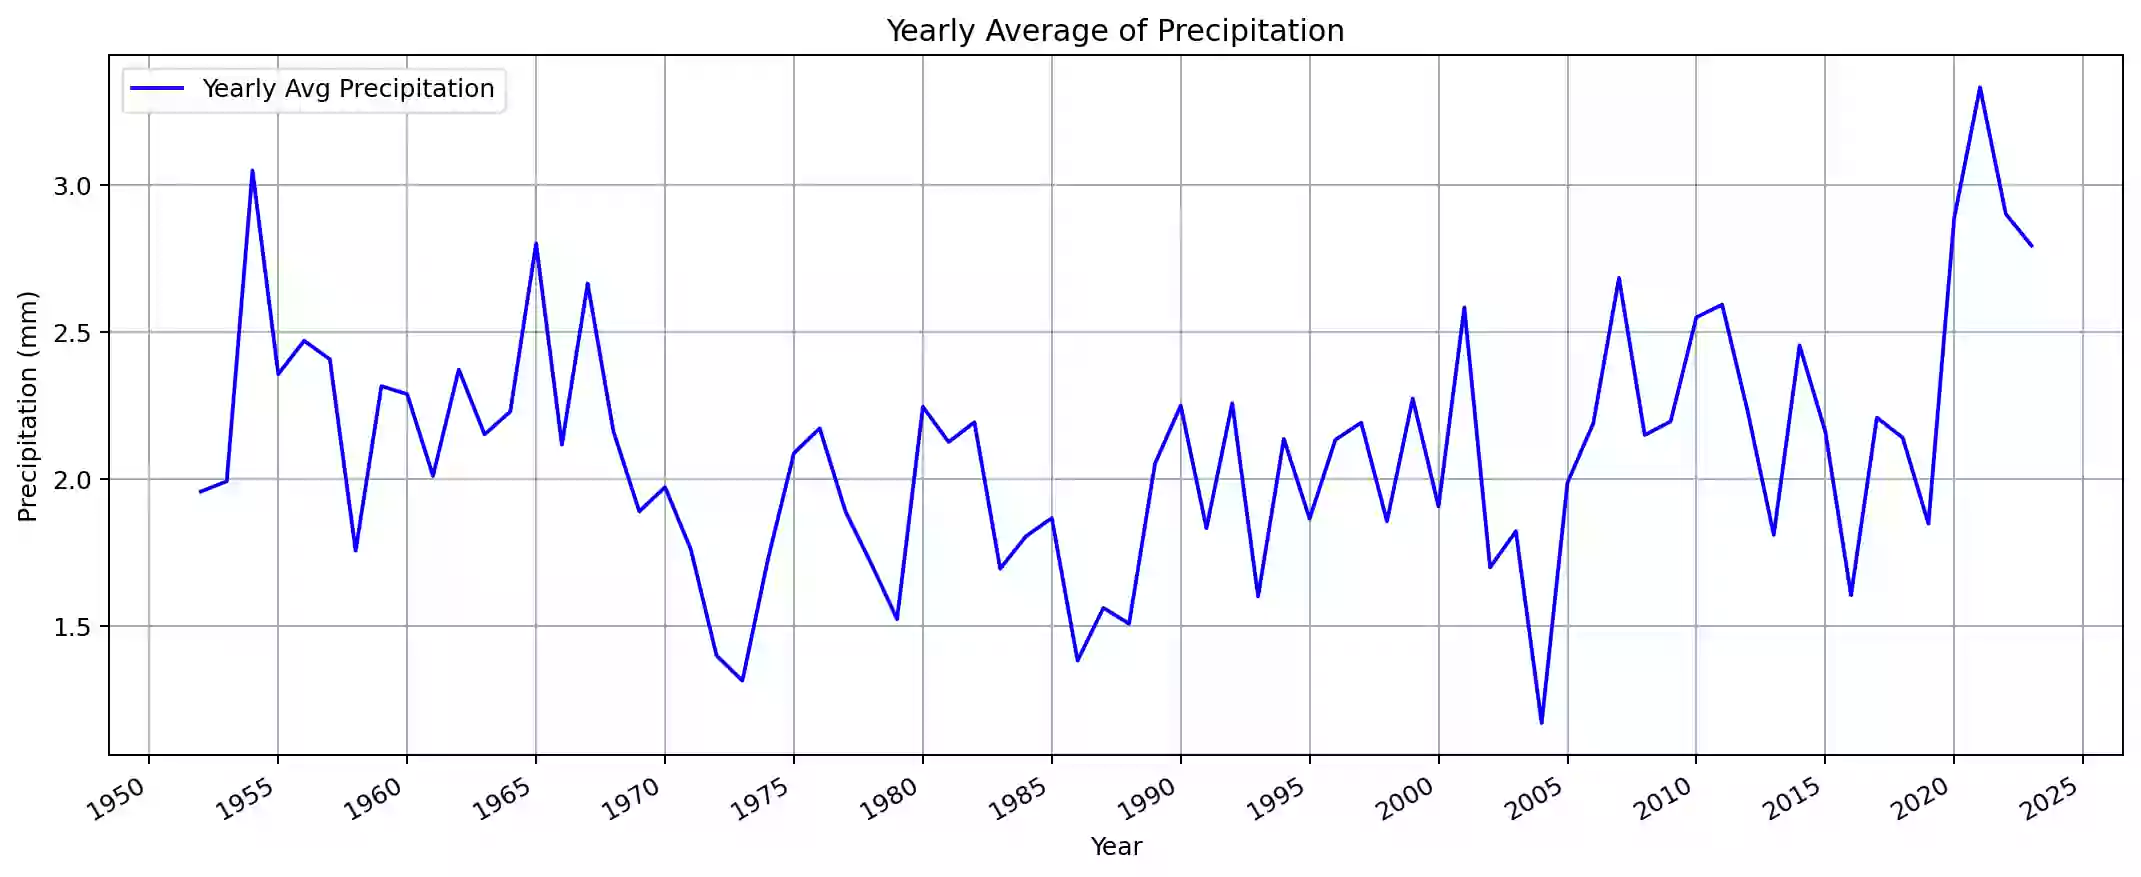 Yearly Average of Precipitation
Yearly Avg Precipitation
Precipitation (mm)
3.0
2.5
2.0
1.5
1950 1955 1960 1965 1970 1975 1980 1985 1990 1995 2000 2005 2010 2015 2020 2025
Year